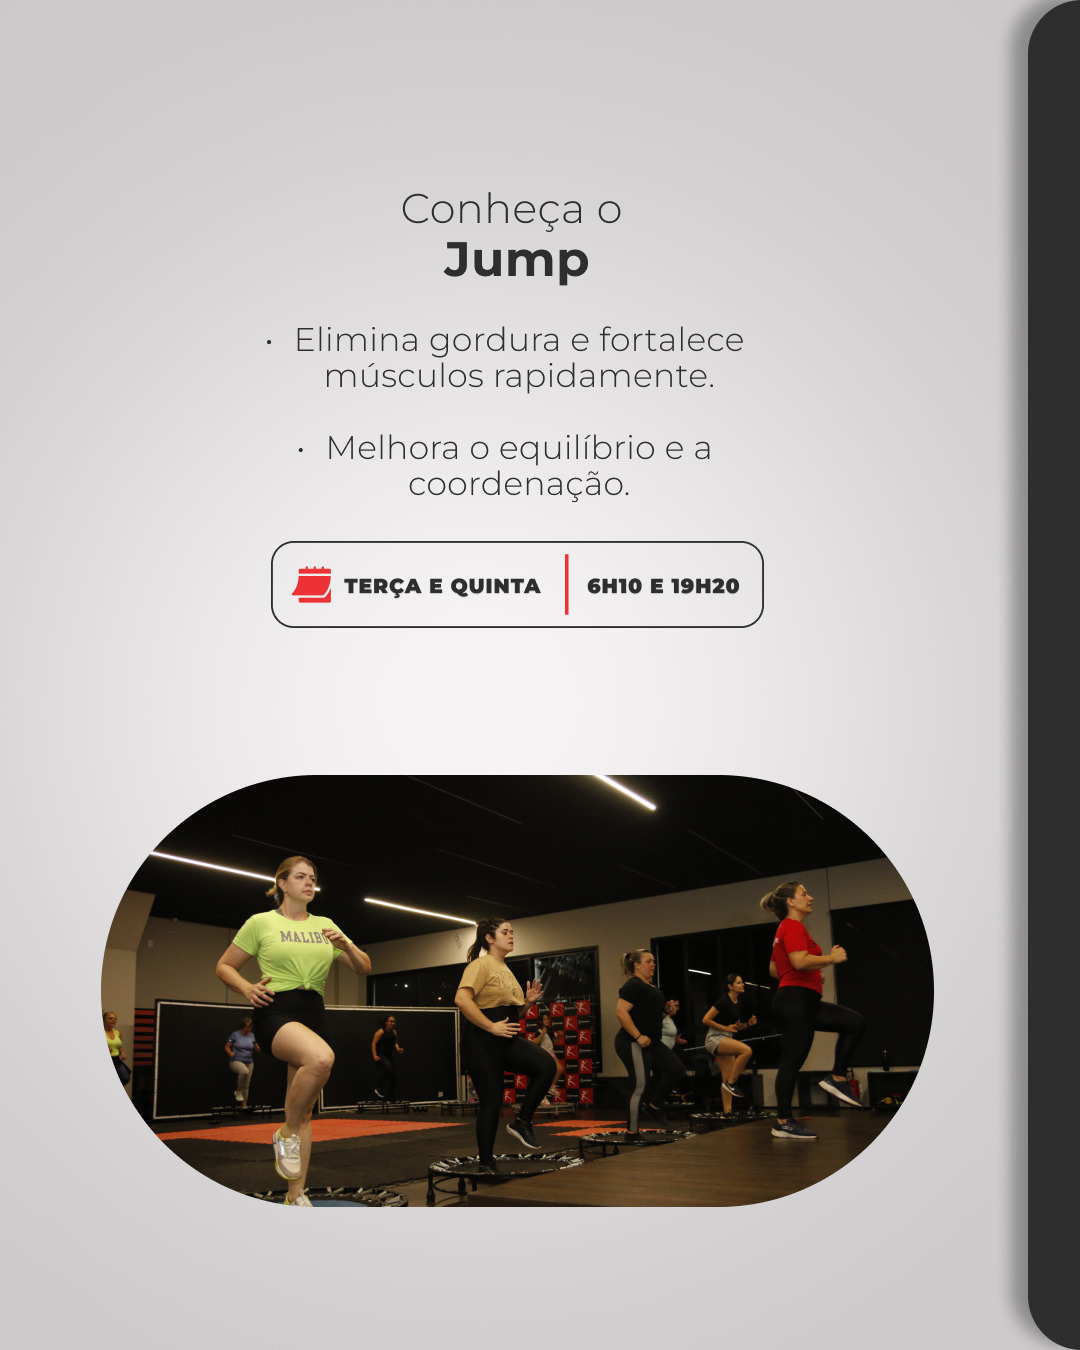 Conheça o
Jump
· Elimina gordura e fortalece
músculos rapidamente.
· Melhora o equilíbrio e a
coordenação.
TERÇA E QUINTA | 6H10 E 19H20
MALIBU